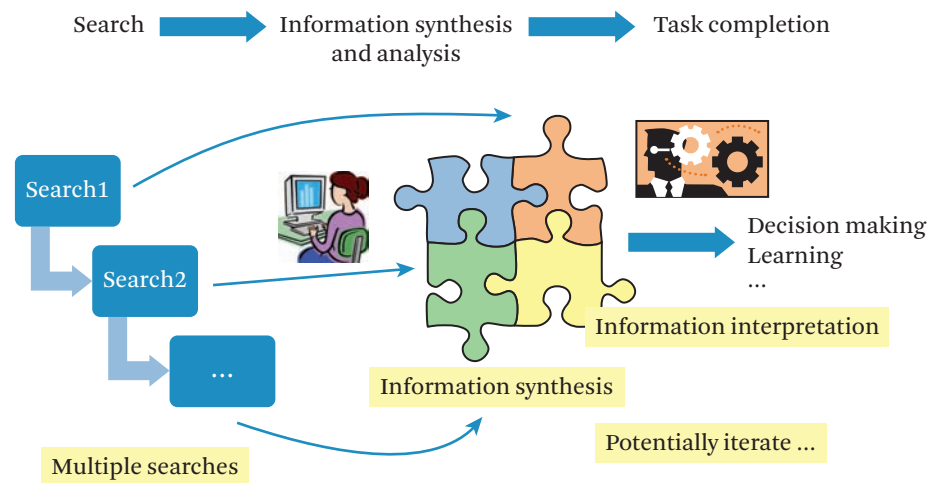 Search
Information synthesis
and analysis
Task completion
Search1
Search2
...
Decision making
Learning
...
Information interpretation
Information synthesis
Potentially iterate ...
Multiple searches